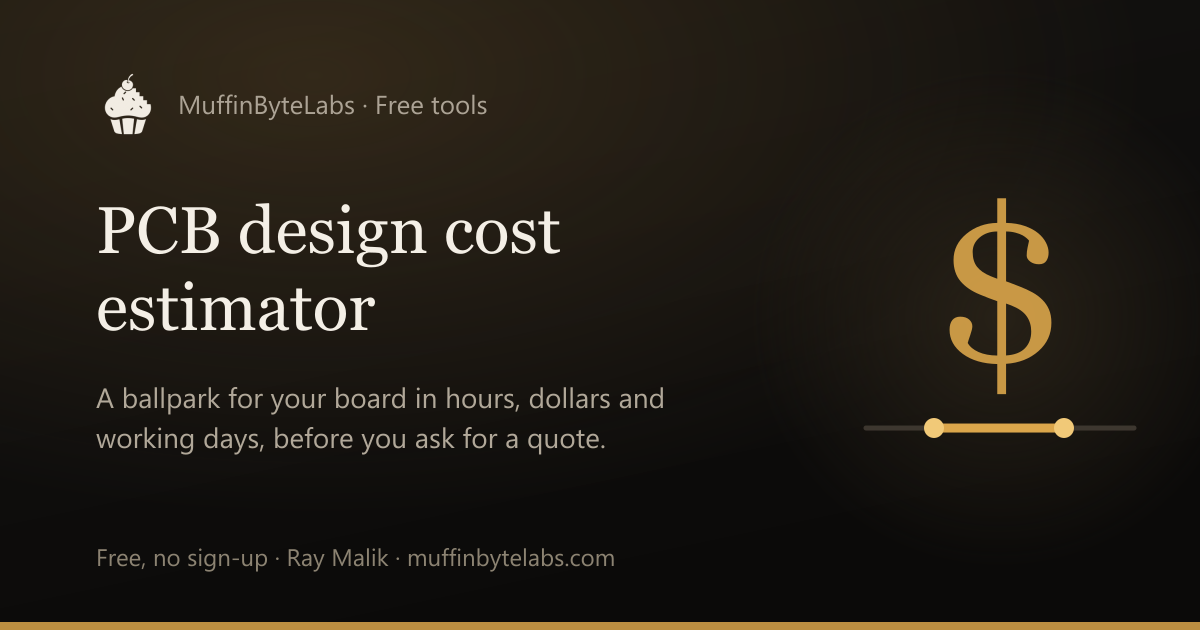 MuffinByteLabs · Free tools
PCB design cost
estimator
$
A ballpark for your board in hours, dollars and
working days, before you ask for a quote.
Free, no sign-up · Ray Malik · muffinbytelabs.com